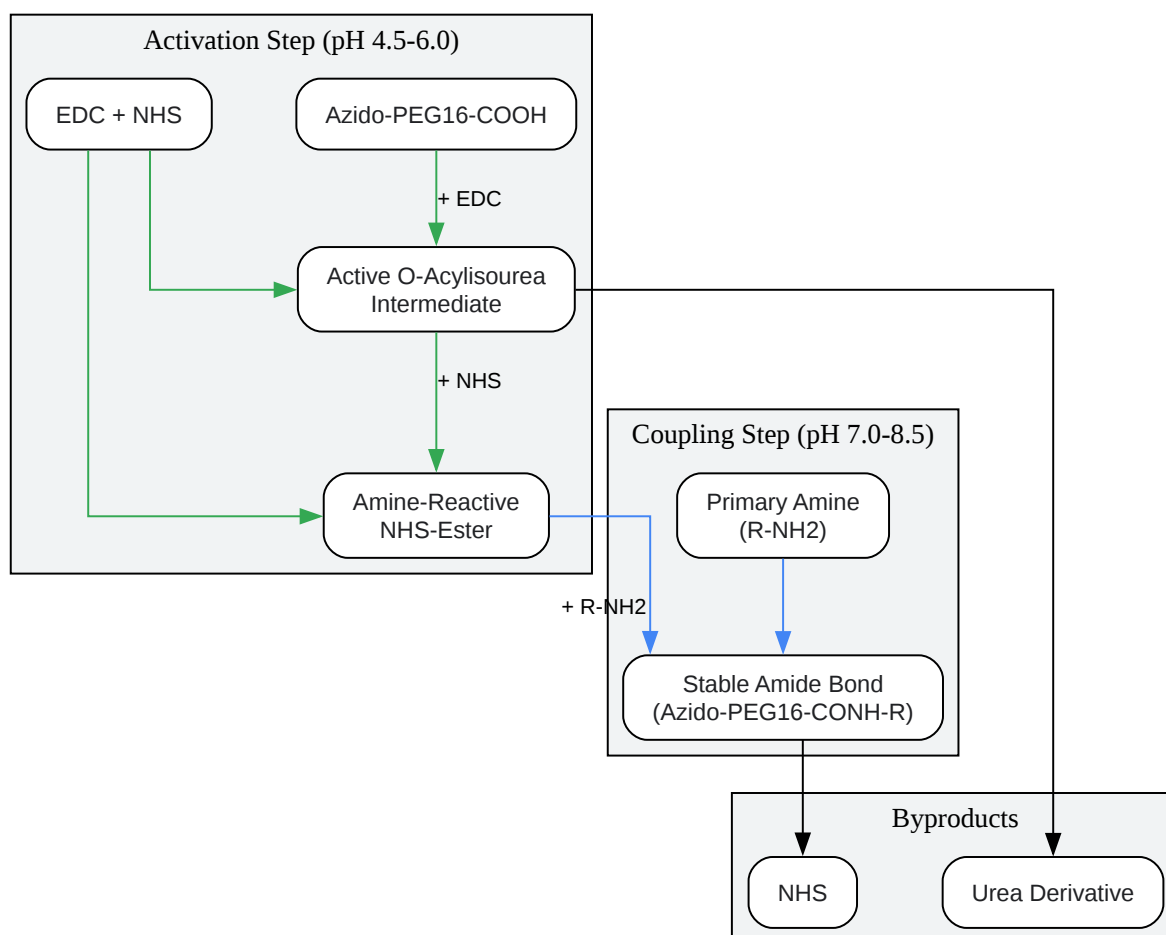 Activation Step (pH 4.5-6.0)
EDC + NHS
Azido-PEG16-COOH
+ EDC
Active O-Acylisourea
Intermediate
+ NHS
Amine-Reactive
NHS-Ester
Coupling Step (pH 7.0-8.5)
Primary Amine
(R-NH2)
+ R-NH2
Stable Amide Bond
(Azido-PEG16-CONH-R)
Byproducts
NHS
Urea Derivative